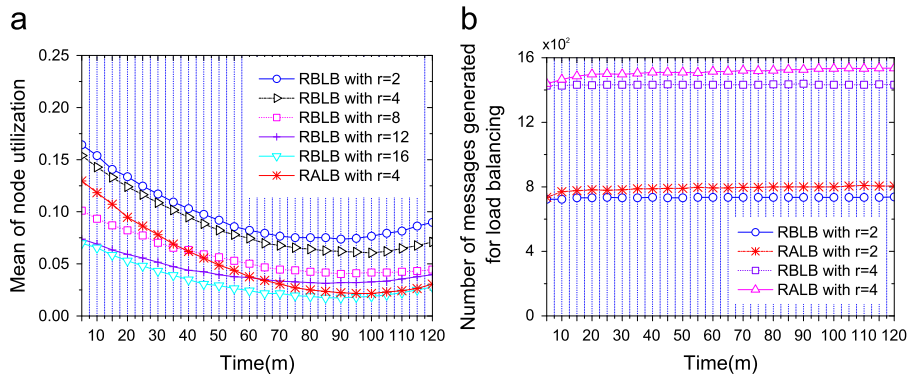 a
Mean of node utilization
0.25
0.20
0.15
0.10
0.05
0.00
RBLB with r=2
RBLB with r=4
RBLB with r=8
RBLB with r=12
RBLB with r=16
RALB with r=4
10 20 30 40 50 60 70 80 90 100 110 120
Time(m)
b
Number of messages generated
for load balancing
×10²
16
12
8
4
0
RBLB with r=2
RALB with r=2
RBLB with r=4
RALB with r=4
10 20 30 40 50 60 70 80 90 100 110 120
Time(m)